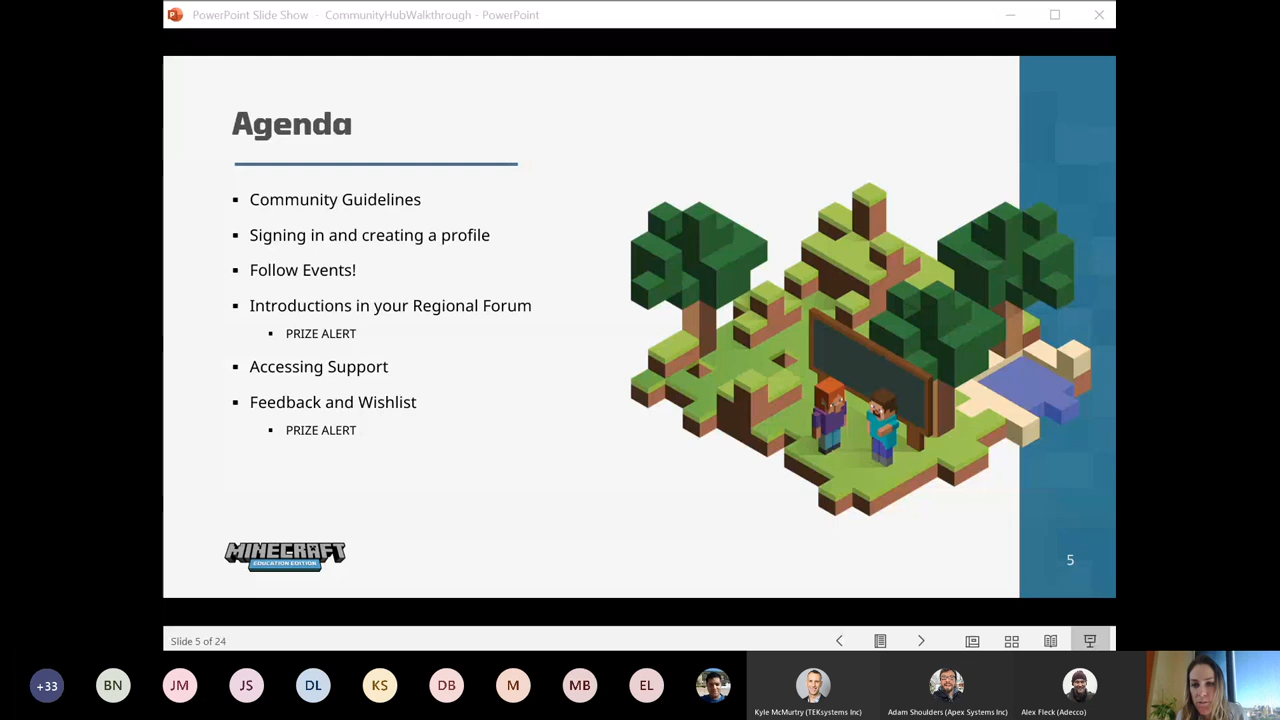 PowerPoint Slide Show - CommunityHubWalkthrough - PowerPoint
Agenda
Community Guidelines
Signing in and creating a profile
Follow Events!
Introductions in your Regional Forum
PRIZE ALERT
Accessing Support
Feedback and Wishlist
PRIZE ALERT
MINECRAFT
EDUCATION EDITION
5
Slide 5 of 24
+33 BN JM JS DL KS DB M MB EL
Kyle McMurtry (TEKsystems Inc) Adam Shoulders (Apex Systems Inc) Alex Fleck (Adecco)